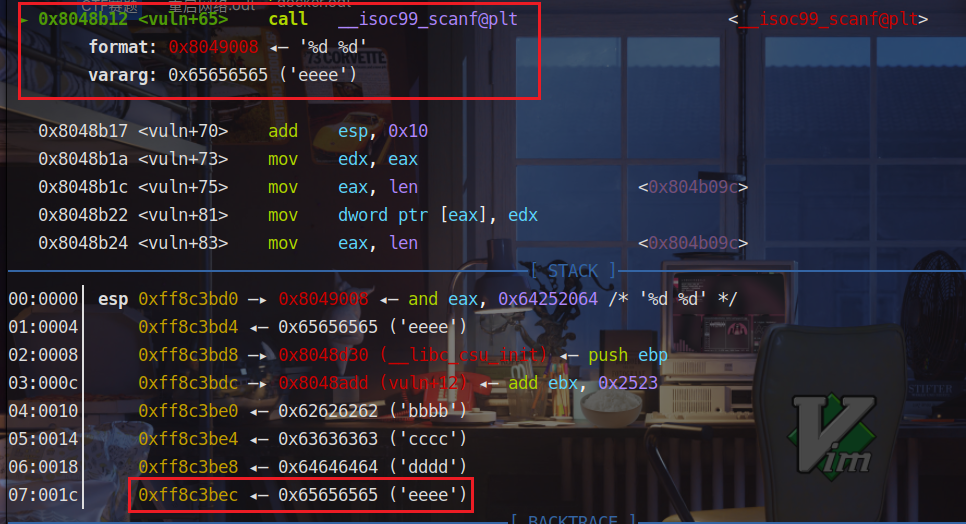 ► 0x8048b12 <vuln+65>    call   __isoc99_scanf@plt    <__isoc99_scanf@plt>
format: 0x8049008 ◂— '%d %d'
vararg: 0x65656565 ('eeee')
0x8048b17 <vuln+70>    add    esp, 0x10
0x8048b1a <vuln+73>    mov    edx, eax
0x8048b1c <vuln+75>    mov    eax, len    <0x804b09c>
0x8048b22 <vuln+81>    mov    dword ptr [eax], edx
0x8048b24 <vuln+83>    mov    eax, len    <0x804b09c>
[ STACK ]
00:0000│ esp 0xff8c3bd0 —▸ 0x8049008 ◂— and eax, 0x64252064 /* '%d %d' */
01:0004│     0xff8c3bd4 ◂— 0x65656565 ('eeee')
02:0008│     0xff8c3bd8 —▸ 0x8048d30 (__libc_csu_init) ◂— push ebp
03:000c│     0xff8c3bdc —▸ 0x8048add (vuln+12) ◂— add ebx, 0x2523
04:0010│     0xff8c3be0 ◂— 0x62626262 ('bbbb')
05:0014│     0xff8c3be4 ◂— 0x63636363 ('cccc')
06:0018│     0xff8c3be8 ◂— 0x64646464 ('dddd')
07:001c│     0xff8c3bec ◂— 0x65656565 ('eeee')
[ BACKTRACE ]
Vim